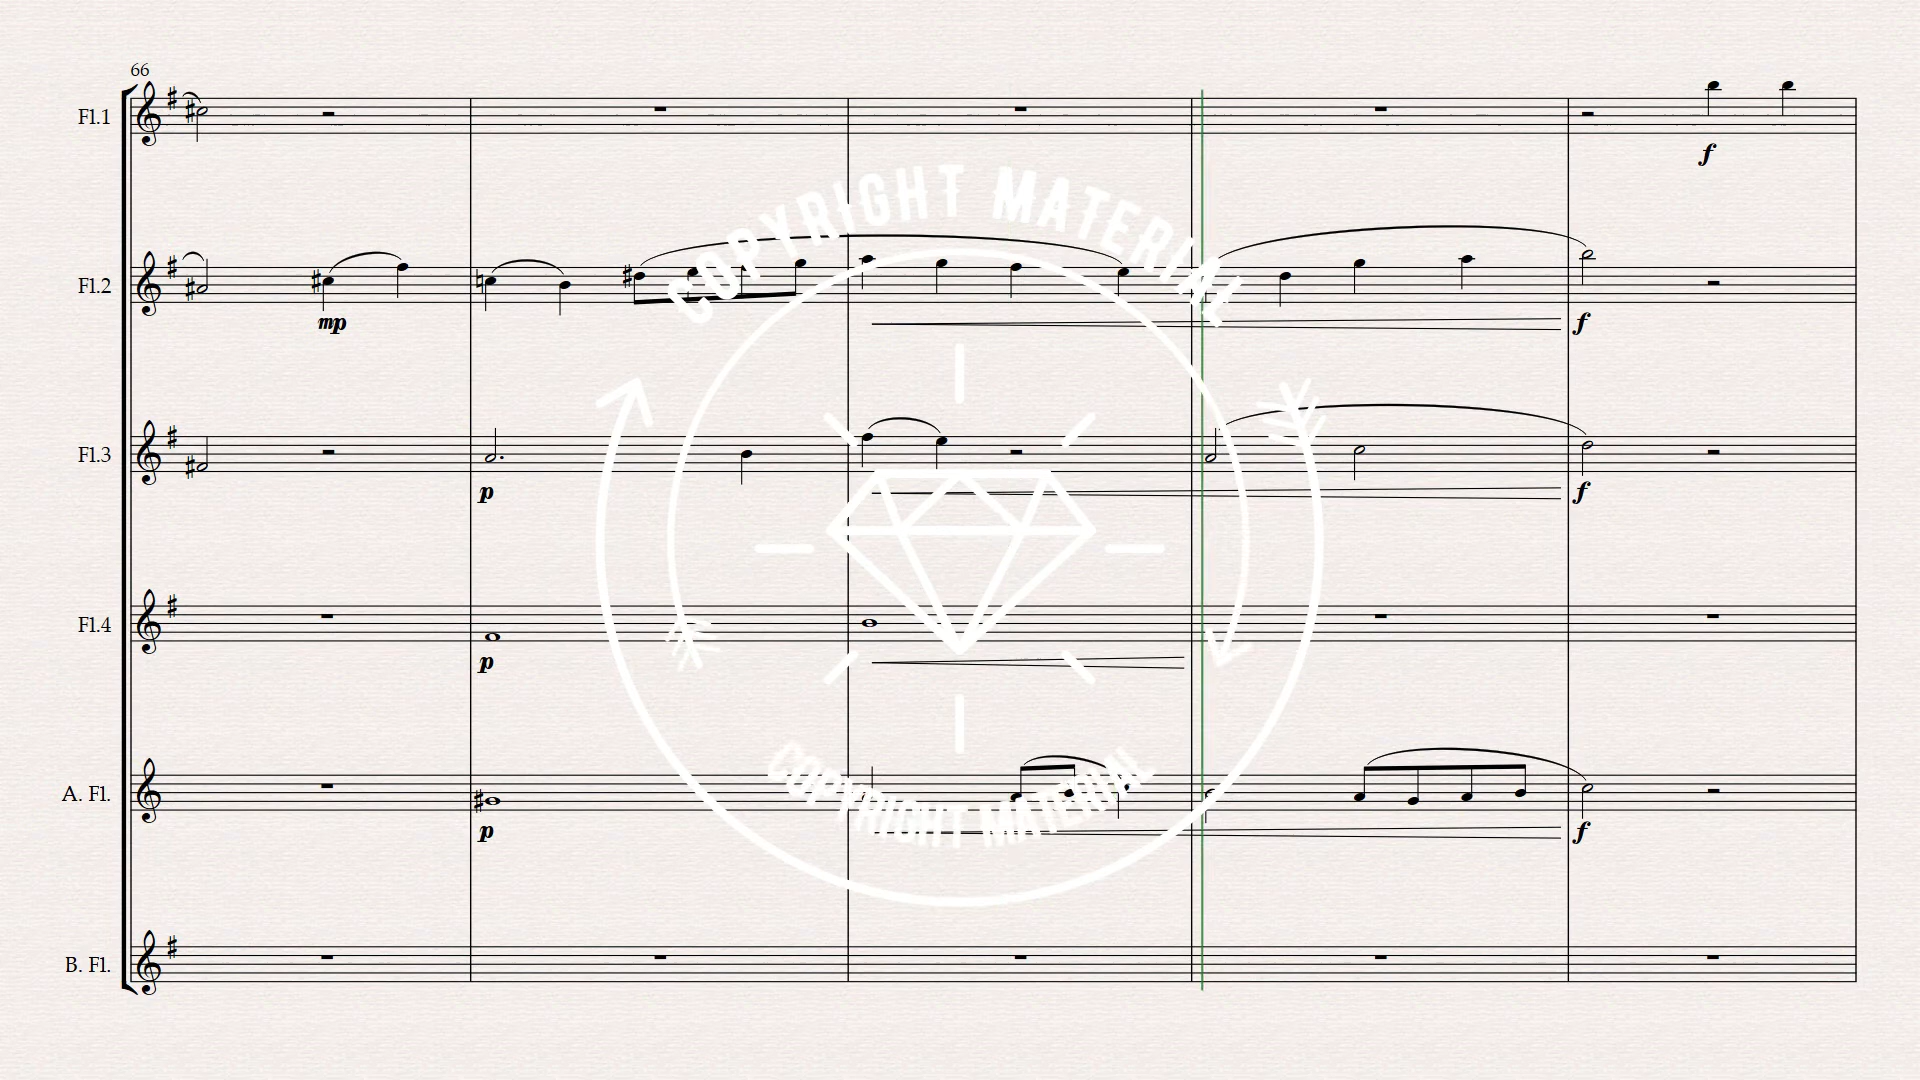 66
Fl.1
f
COPYRIGHT MATERIAL
Fl.2
mp
f
Fl.3
p
f
Fl.4
p
A. Fl.
p
f
COPYRIGHT MATERIAL
B. Fl.